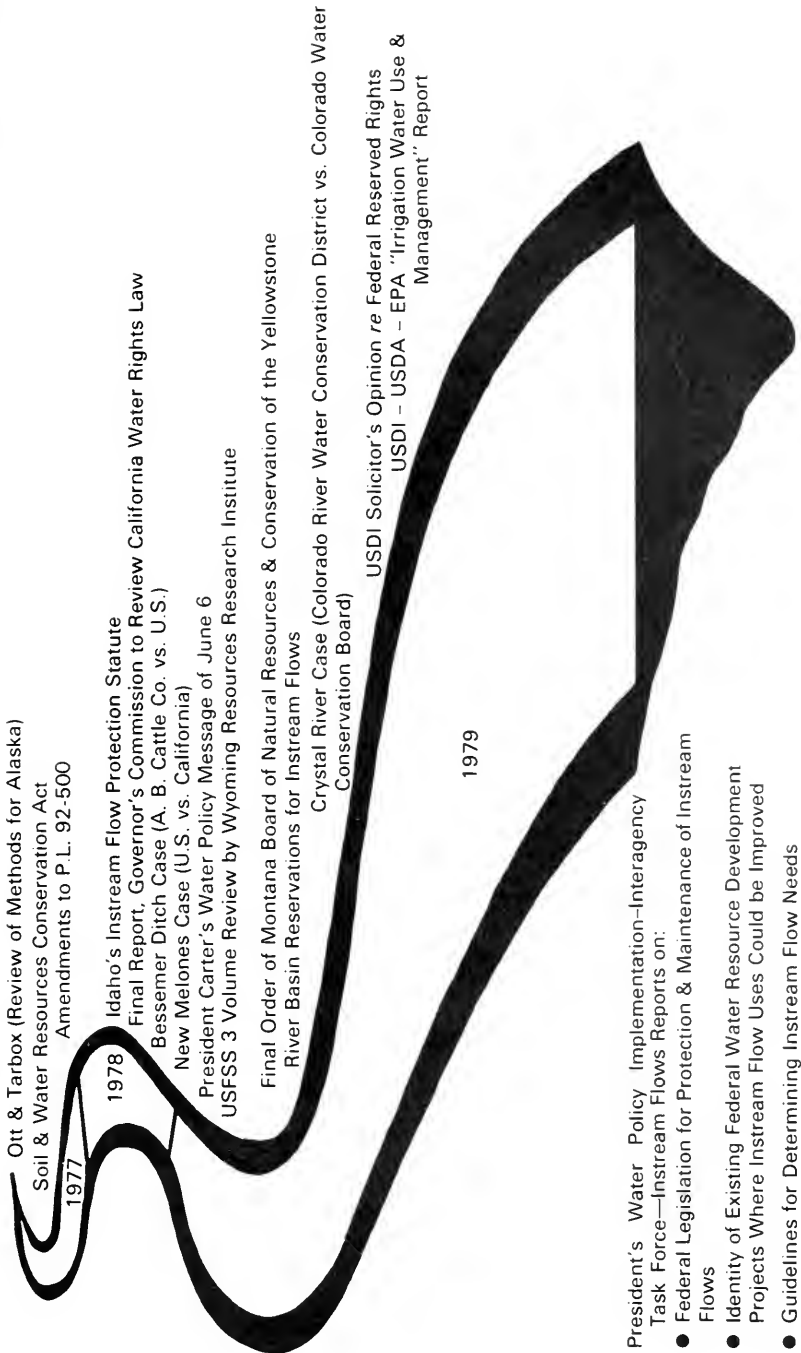 Ott & Tarbox (Review of Methods for Alaska)
Soil & Water Resources Conservation Act
Amendments to P.L. 92-500
1977
1978
Idaho's Instream Flow Protection Statute
Final Report, Governor's Commission to Review California Water Rights Law
Bessemer Ditch Case (A. B. Cattle Co. vs. U.S.)
New Melones Case (U.S. vs. California)
President Carter's Water Policy Message of June 6
USFSS 3 Volume Review by Wyoming Resources Research Institute
Final Order of Montana Board of Natural Resources & Conservation of the Yellowstone
River Basin Reservations for Instream Flows
Crystal River Case (Colorado River Water Conservation District vs. Colorado Water
Conservation Board)
USDI Solicitor's Opinion re Federal Reserved Rights
USDI - USDA - EPA "Irrigation Water Use &
Management" Report
1979
President's Water Policy Implementation-Interagency
Task Force—Instream Flows Reports on:
● Federal Legislation for Protection & Maintenance of Instream
Flows
● Identity of Existing Federal Water Resource Development
Projects Where Instream Flow Uses Could be Improved
● Guidelines for Determining Instream Flow Needs